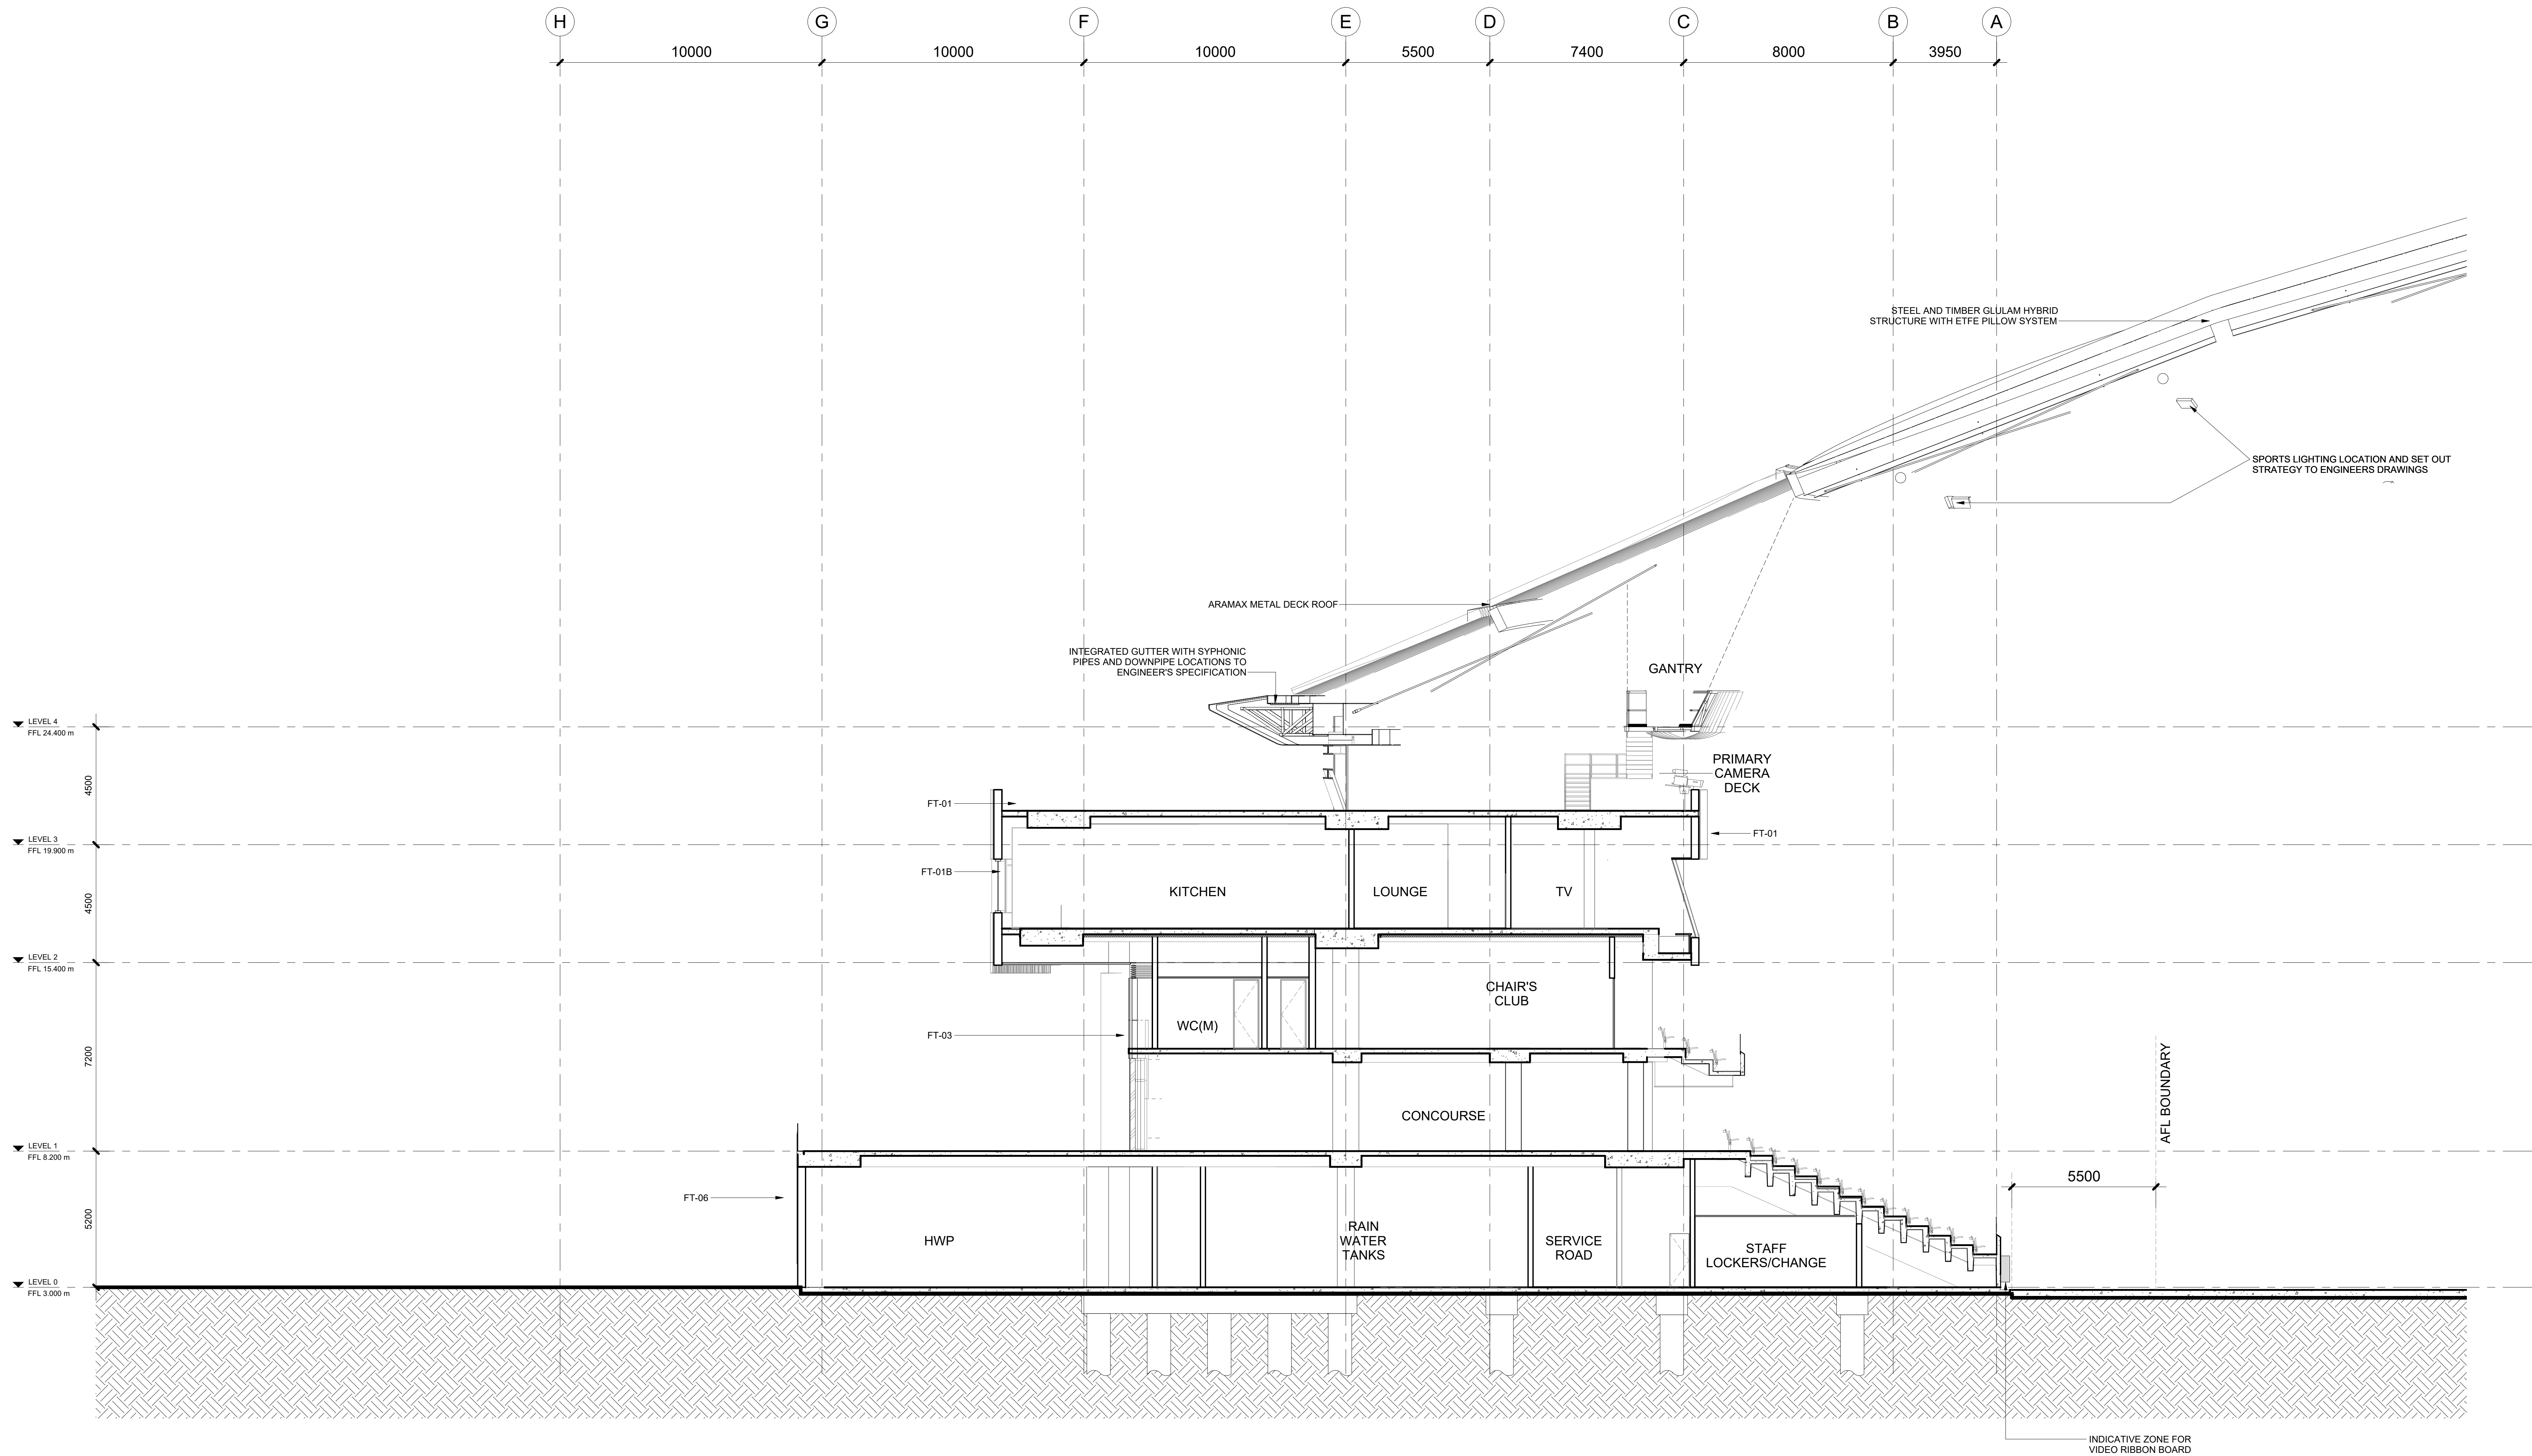 H G F E D C B A
10000 10000 10000 5500 7400 8000 3950
STEEL AND TIMBER GLULAM HYBRID
STRUCTURE WITH ETFE PILLOW SYSTEM
SPORTS LIGHTING LOCATION AND SET OUT
STRATEGY TO ENGINEERS DRAWINGS
ARAMAX METAL DECK ROOF
INTEGRATED GUTTER WITH SYPHONIC
PIPES AND DOWNPIPE LOCATIONS TO
ENGINEER'S SPECIFICATION
GANTRY
LEVEL 4
FFL 24.400 m
PRIMARY
CAMERA
DECK
4500
FT-01
FT-01
LEVEL 3
FFL 19.900 m
FT-01B
KITCHEN
LOUNGE
TV
4500
LEVEL 2
FFL 15.400 m
CHAIR'S
CLUB
WC(M)
FT-03
7200
AFL BOUNDARY
CONCOURSE
LEVEL 1
FFL 8.200 m
5500
FT-06
5200
HWP
RAIN
WATER
TANKS
SERVICE
ROAD
STAFF
LOCKERS/CHANGE
LEVEL 0
FFL 3.000 m
INDICATIVE ZONE FOR
VIDEO RIBBON BOARD